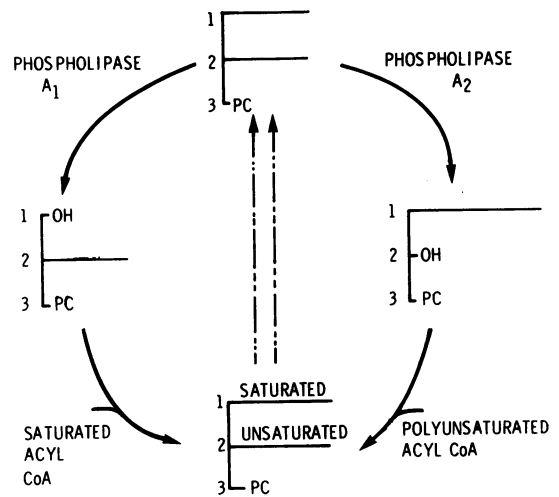 1
2
3 PC
PHOSPHOLIPASE
A1
PHOSPHOLIPASE
A2
1 OH
2
3 PC
1
2 OH
3 PC
SATURATED
ACYL
CoA
1 SATURATED
2 UNSATURATED
3 PC
POLYUNSATURATED
ACYL CoA